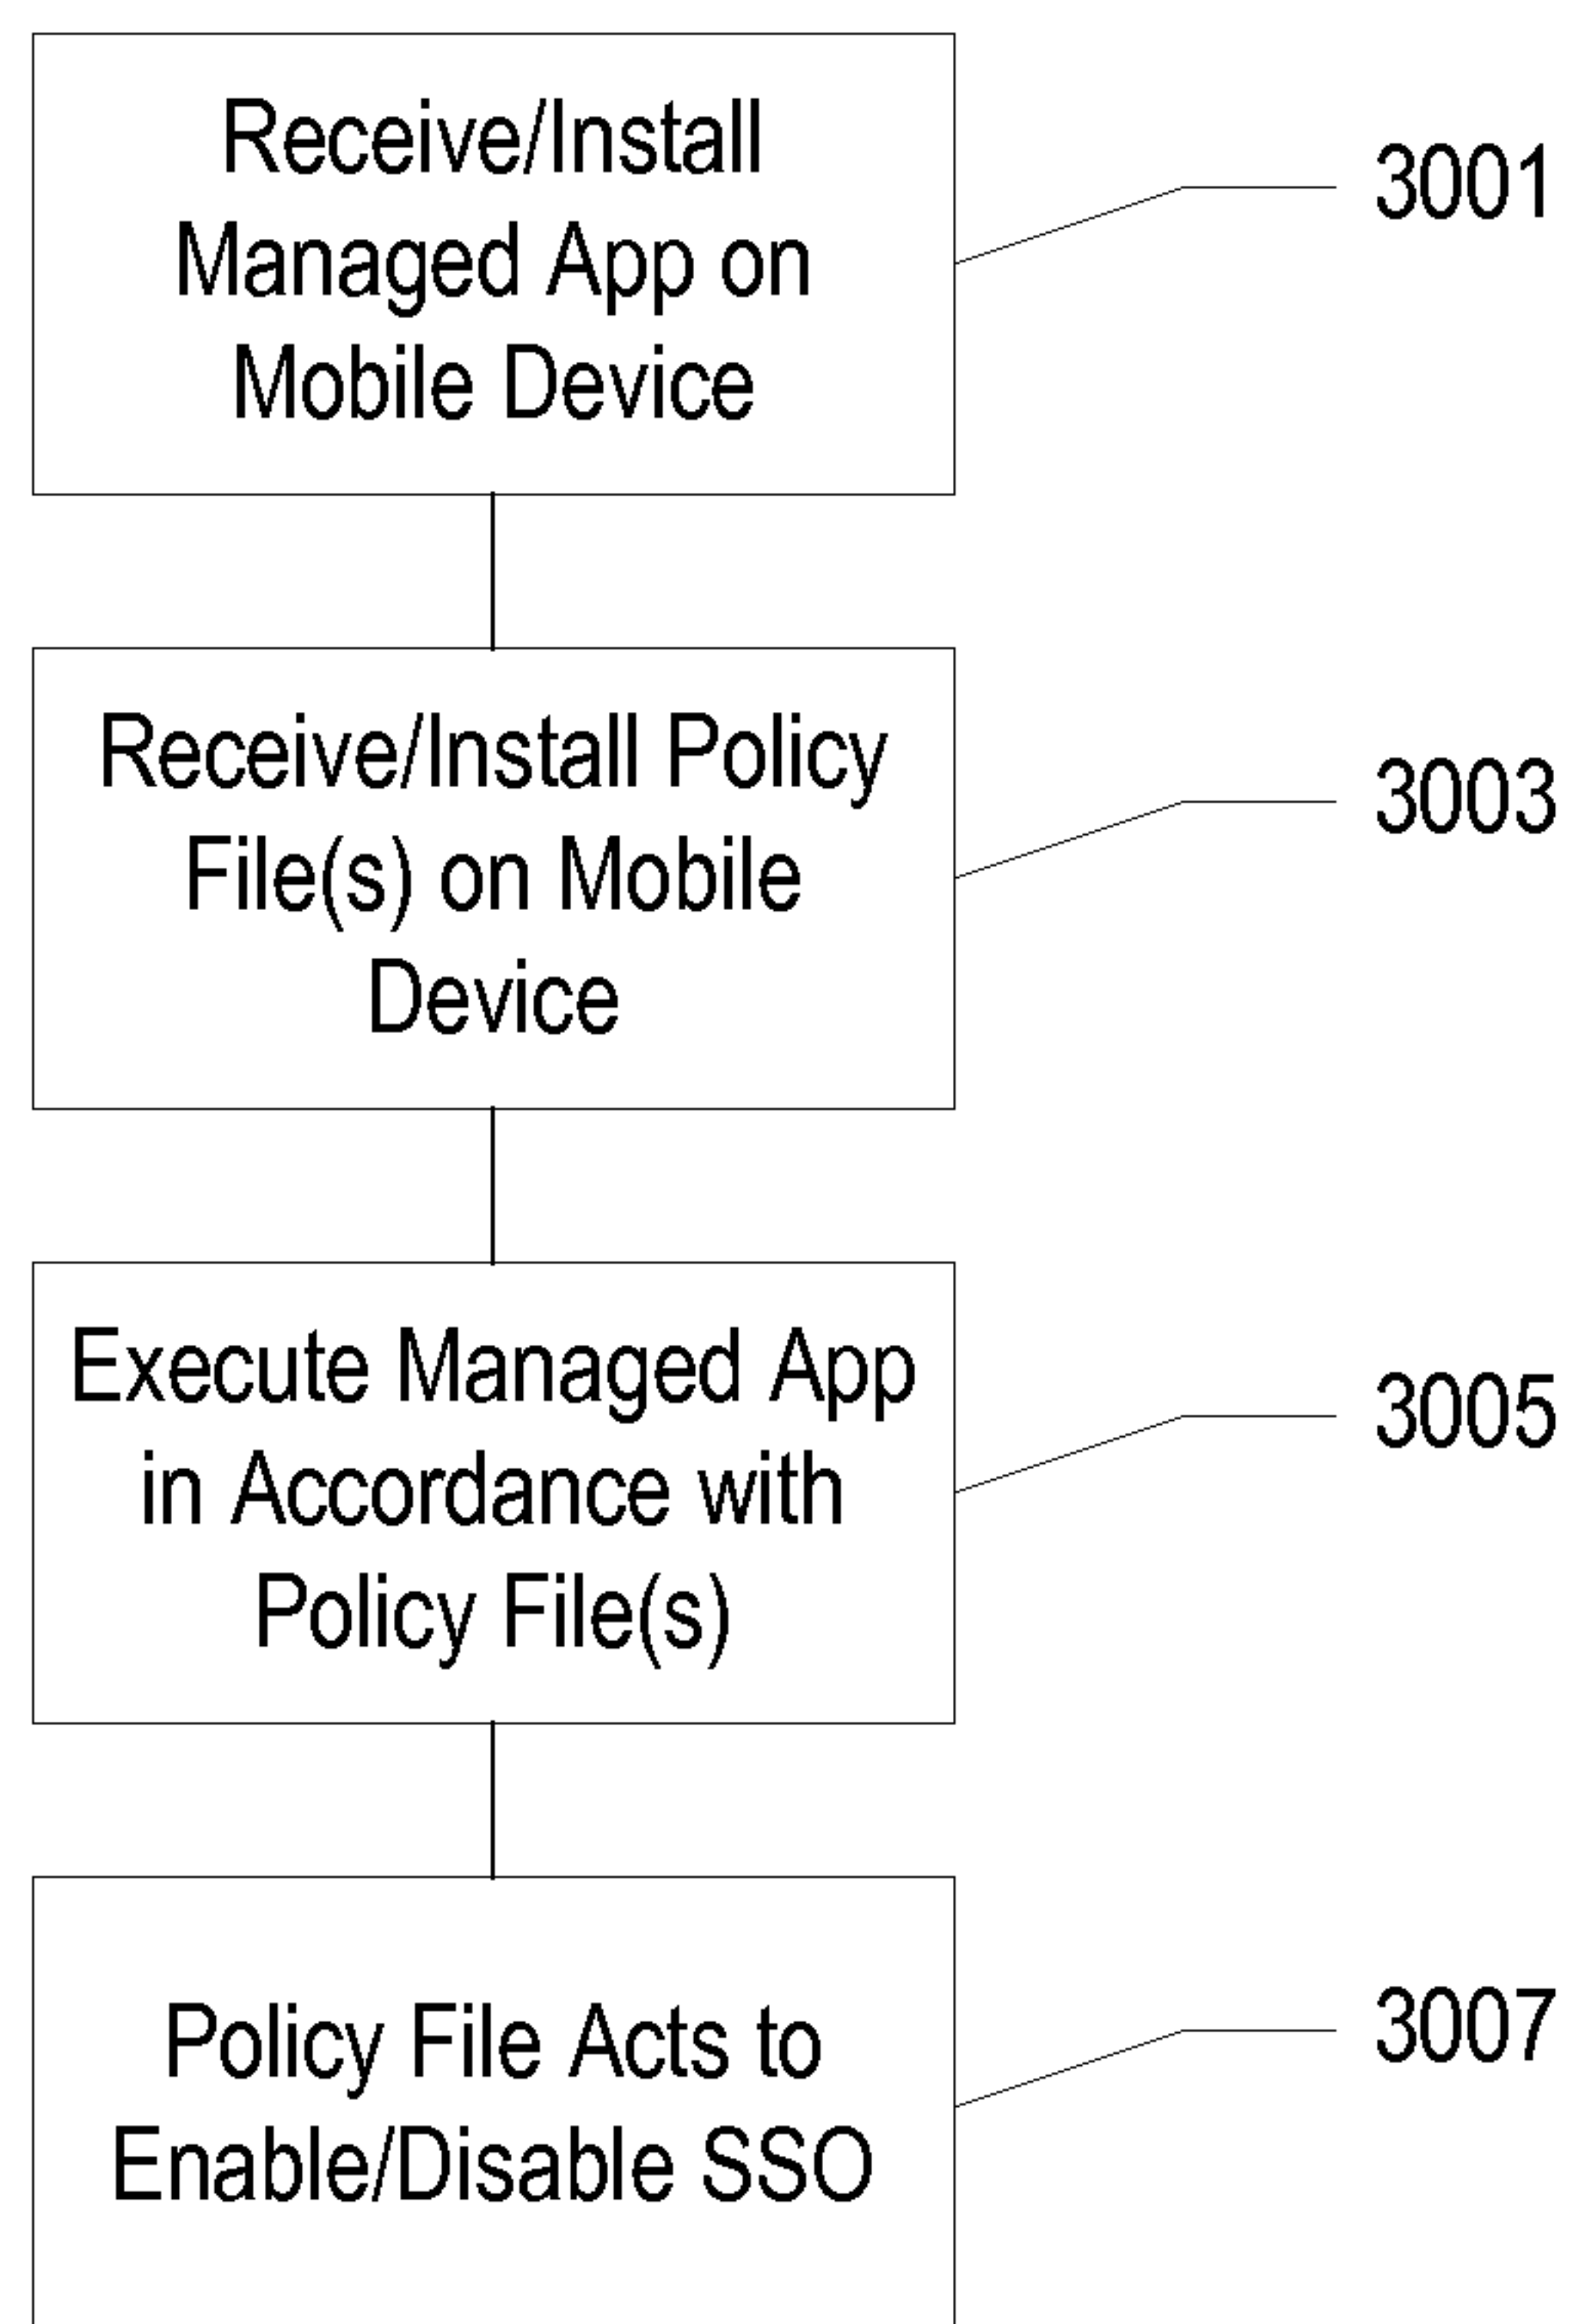 Receive/Install
Managed App on
Mobile Device
3001
Receive/Install Policy
File(s) on Mobile
Device
3003
Execute Managed App
in Accordance with
Policy File(s)
3005
Policy File Acts to
Enable/Disable SSO
3007